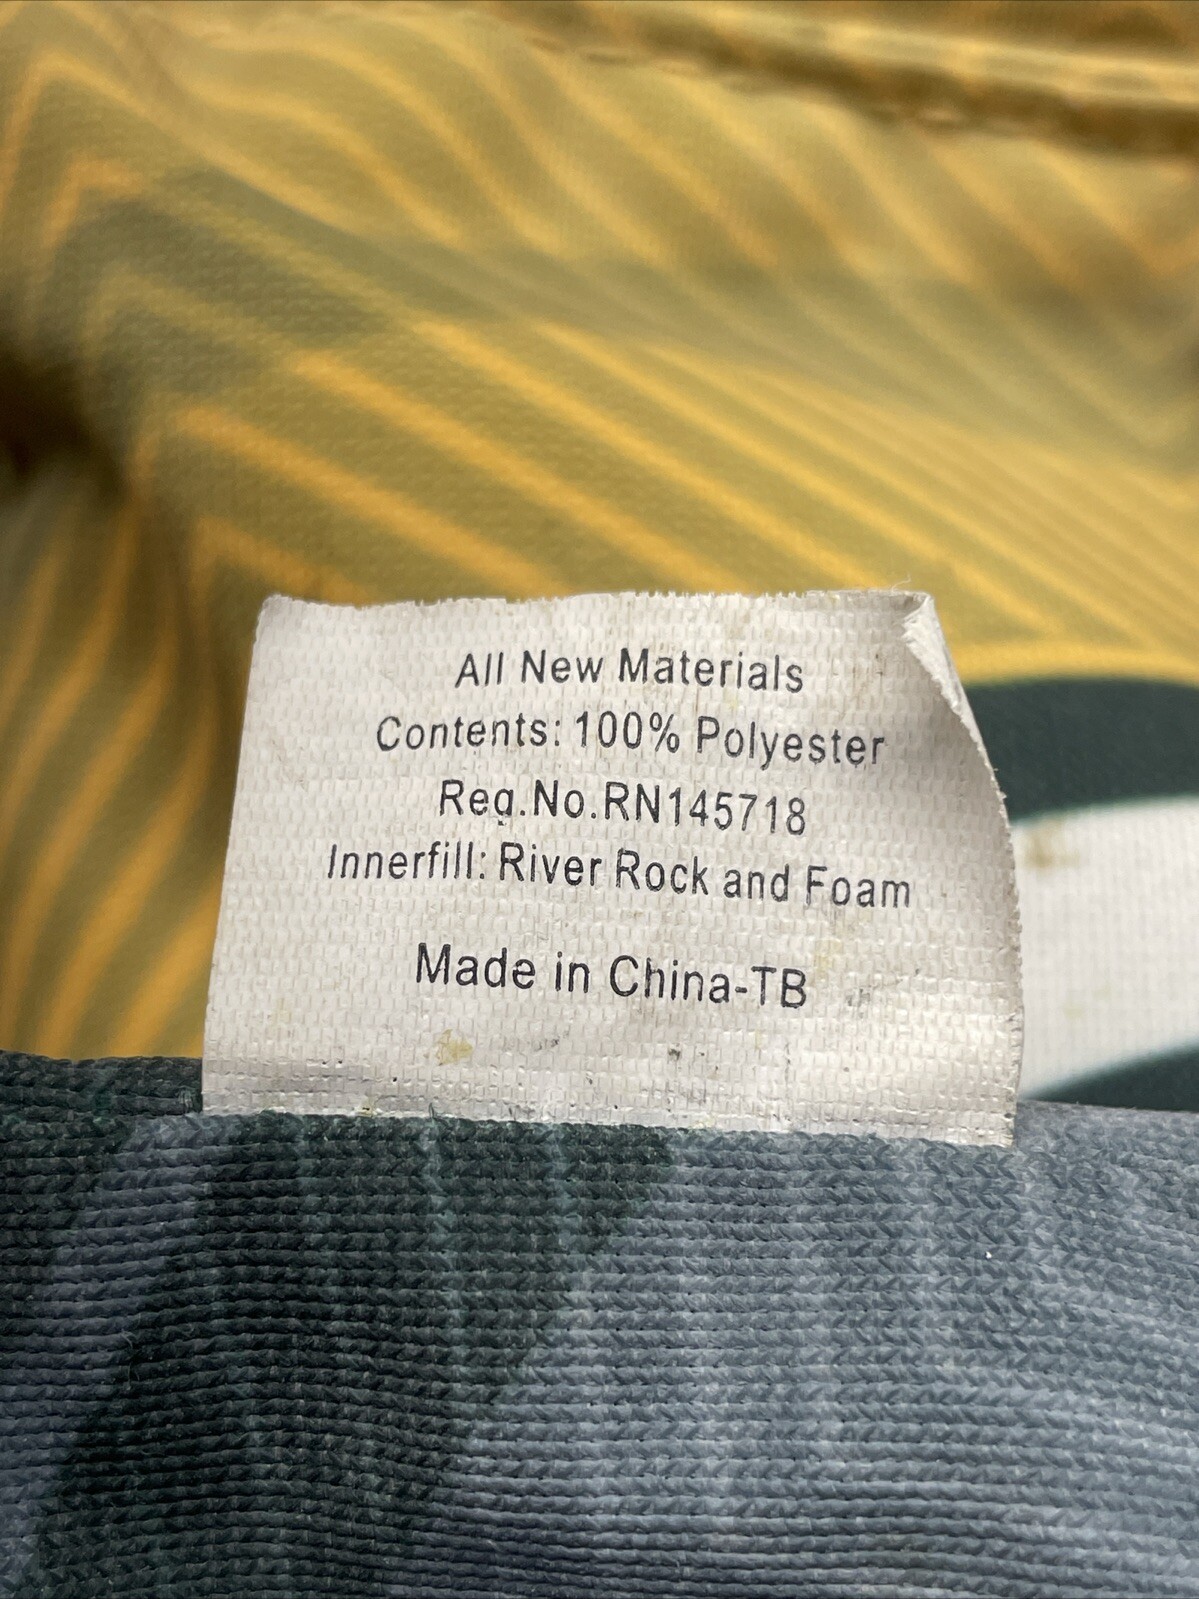 All New Materials
Contents: 100% Polyester
Reg.No.RN145718
Innerfill: River Rock and Foam
Made in China-TB